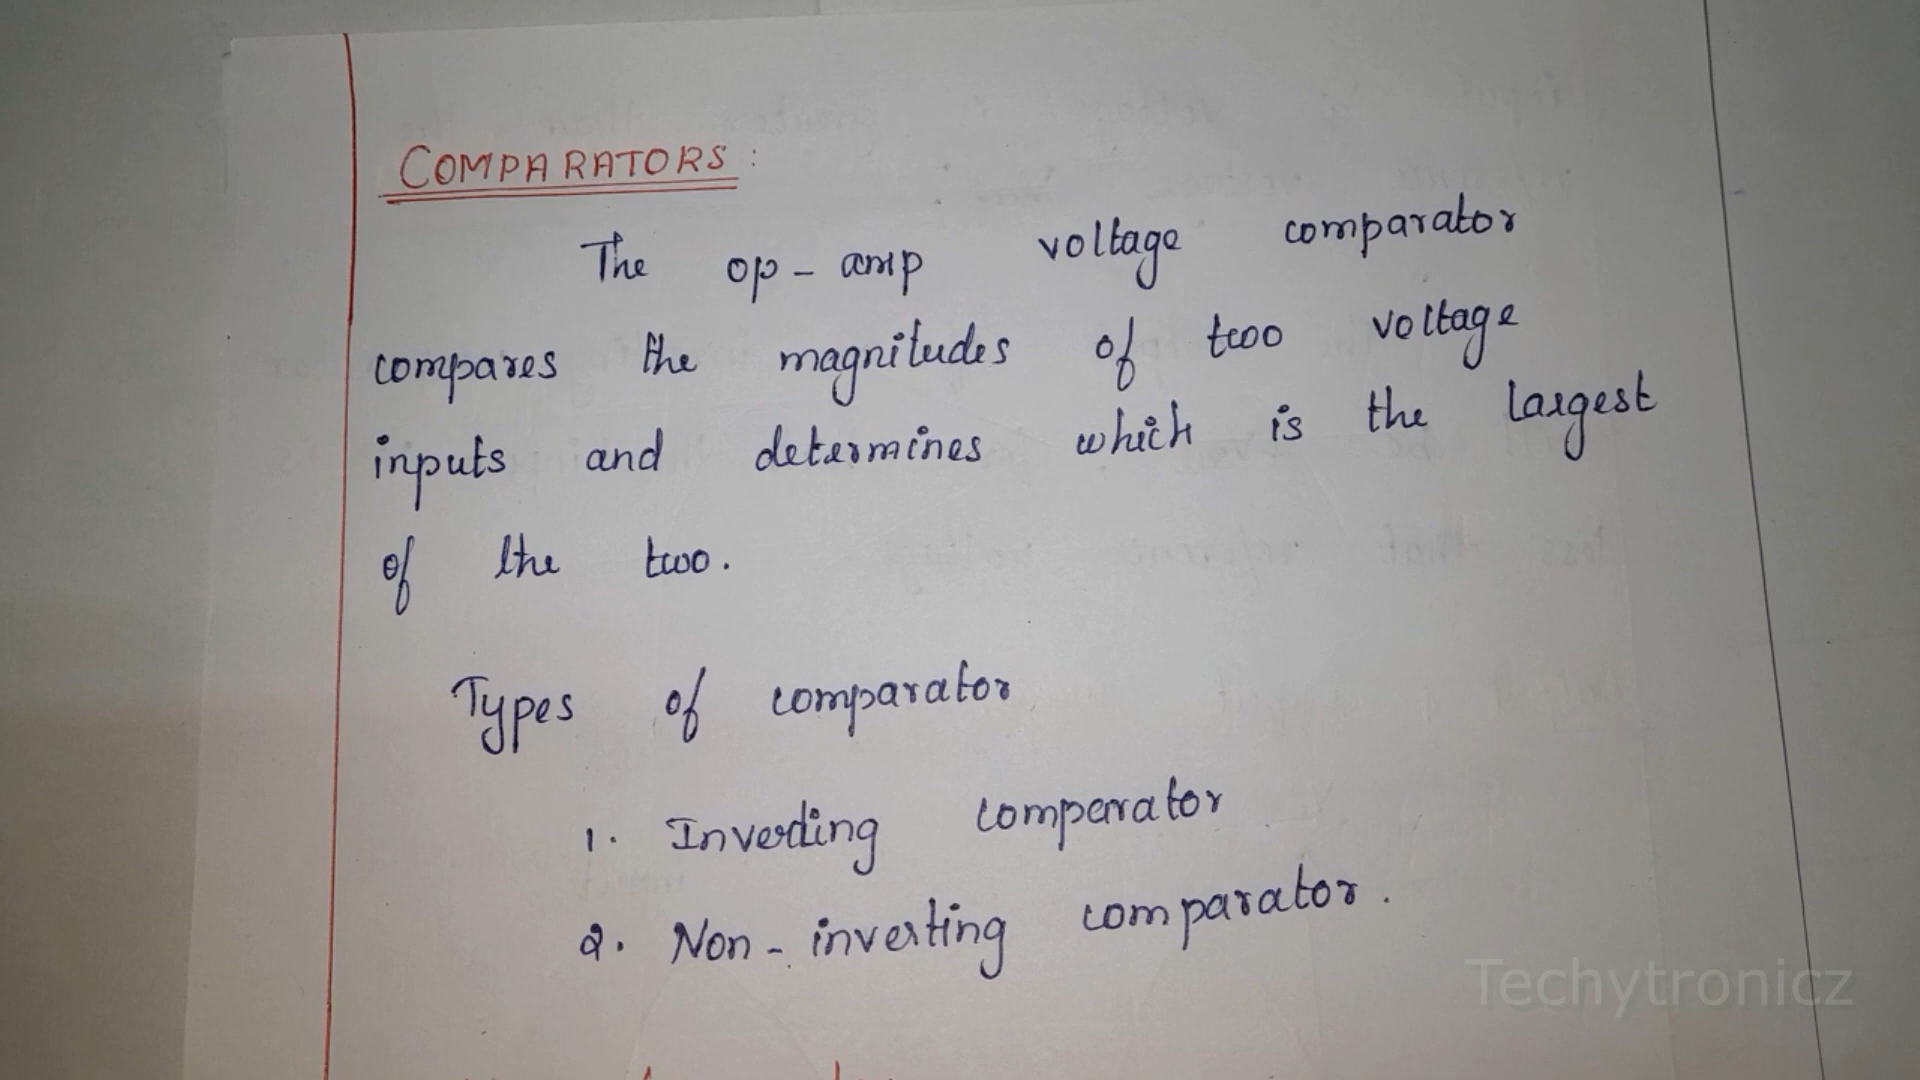 COMPARATORS:
The op-amp voltage comparator
compares the magnitudes of two voltage
inputs and determines which is the largest
of the two.
Types of comparator
1. Inverting comparator
2. Non-inverting comparator.
Techytronicz